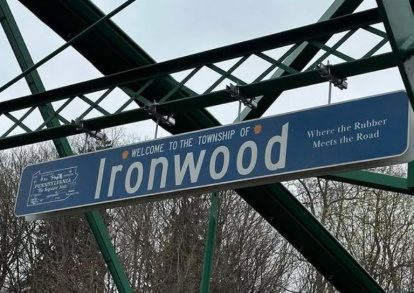 WELCOME TO THE TOWNSHIP OF
Ironwood
Where the Rubber
Meets the Road
PENNSYLVANIA